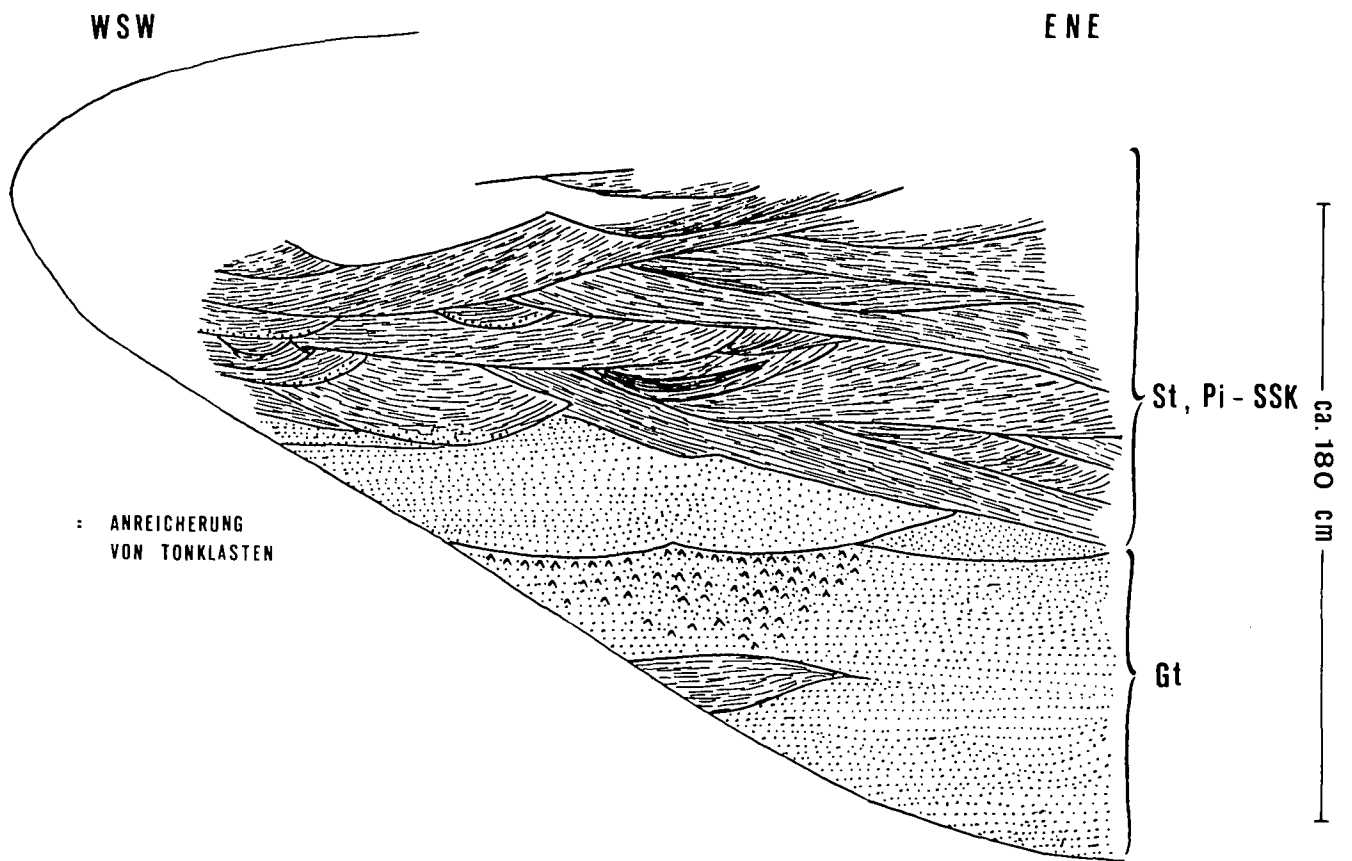 WSW
ENE
St, Pi - SSK
ca. 180 cm
: ANREICHERUNG
VON TONKLASTEN
Gt